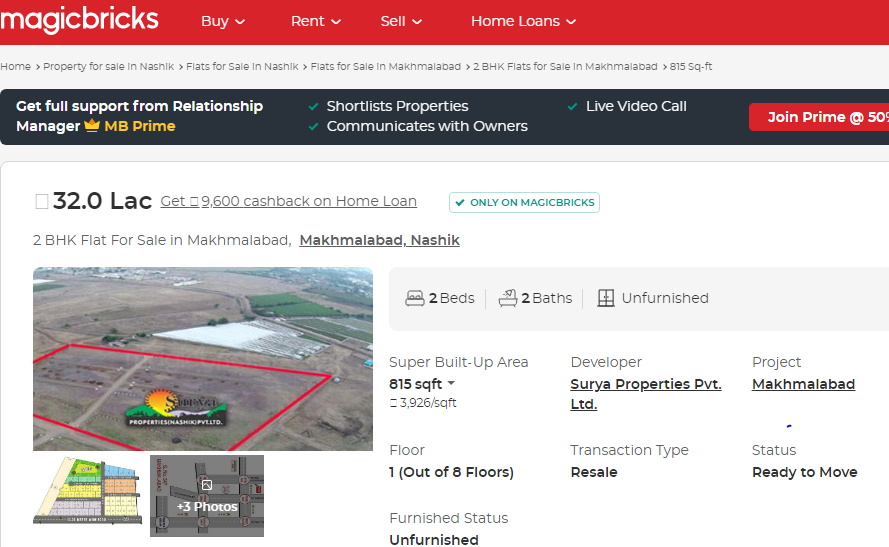 magicbricks
Buy Rent Sell Home Loans
Home > Property for sale in Nashik > Flats for Sale in Nashik > Flats for Sale in Makhmalabad > 2 BHK Flats for Sale in Makhmalabad > 815 Sq-ft
Get full support from Relationship
Manager MB Prime
Shortlists Properties
Communicates with Owners
Live Video Call
Join Prime @ 50%
32.0 Lac Get 9,600 cashback on Home Loan
ONLY ON MAGICBRICKS
2 BHK Flat For Sale in Makhmalabad, Makhmalabad, Nashik
2 Beds 2 Baths Unfurnished
PROPERTIES(NASHIK)PVT.LTD.
+3 Photos
Super Built-Up Area
815 sqft
3,926/sqft
Developer
Surya Properties Pvt.
Ltd.
Project
Makhmalabad
Floor
1 (Out of 8 Floors)
Transaction Type
Resale
Status
Ready to Move
Furnished Status
Unfurnished